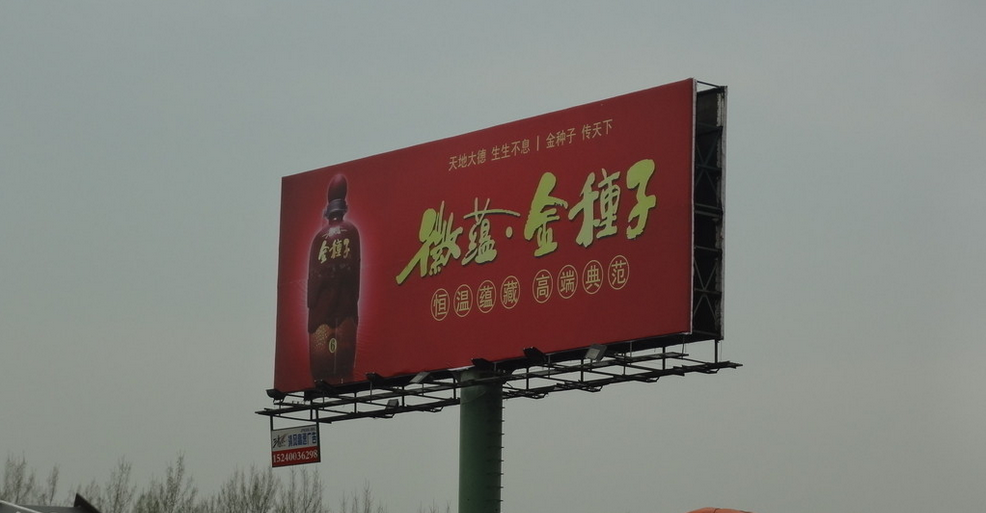 天地大德 生生不息 | 金种子 传天下
徽蕴·金種子
恒温蕴藏 高端典范
金種子
6
15240036298